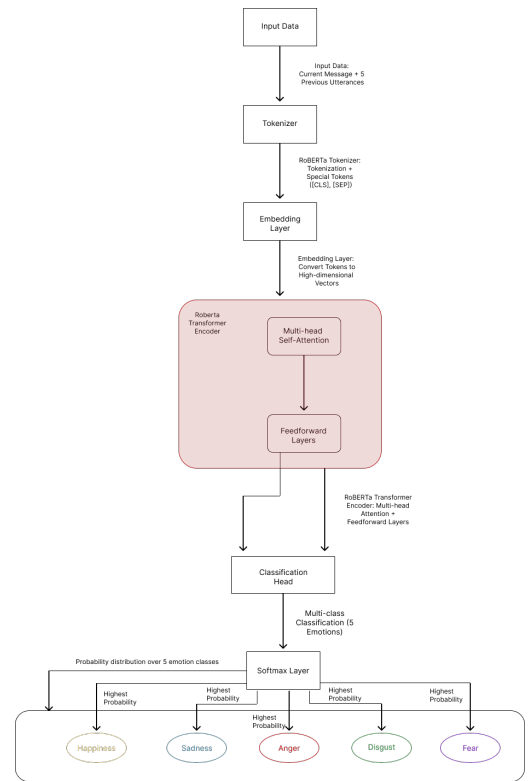 Input Data
Input Data:
Current Message + 5
Previous Utterances
Tokenizer
RoBERTa Tokenizer:
Tokenization +
Special Tokens
([CLS], [SEP])
Embedding
Layer
Embedding Layer:
Convert Tokens to
High-dimensional
Vectors
Roberta
Transformer
Encoder
Multi-head
Self-Attention
Feedforward
Layers
RoBERTa Transformer
Encoder: Multi-head
Attention +
Feedforward Layers
Classification
Head
Multi-class
Classification (5
Emotions)
Probability distribution over 5 emotion classes
Softmax Layer
Highest
Probability
Highest
Probability
Highest
Probability
Highest
Probability
Highest
Probability
Happiness
Sadness
Anger
Disgust
Fear